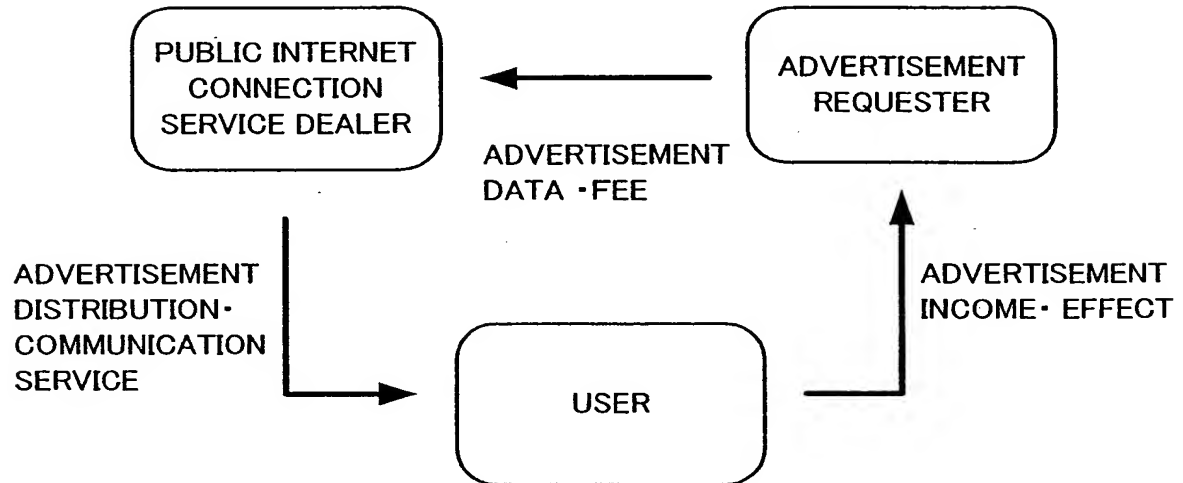 PUBLIC INTERNET
CONNECTION
SERVICE DEALER
ADVERTISEMENT
REQUESTER
ADVERTISEMENT
DATA・FEE
ADVERTISEMENT
DISTRIBUTION・
COMMUNICATION
SERVICE
USER
ADVERTISEMENT
INCOME・ EFFECT